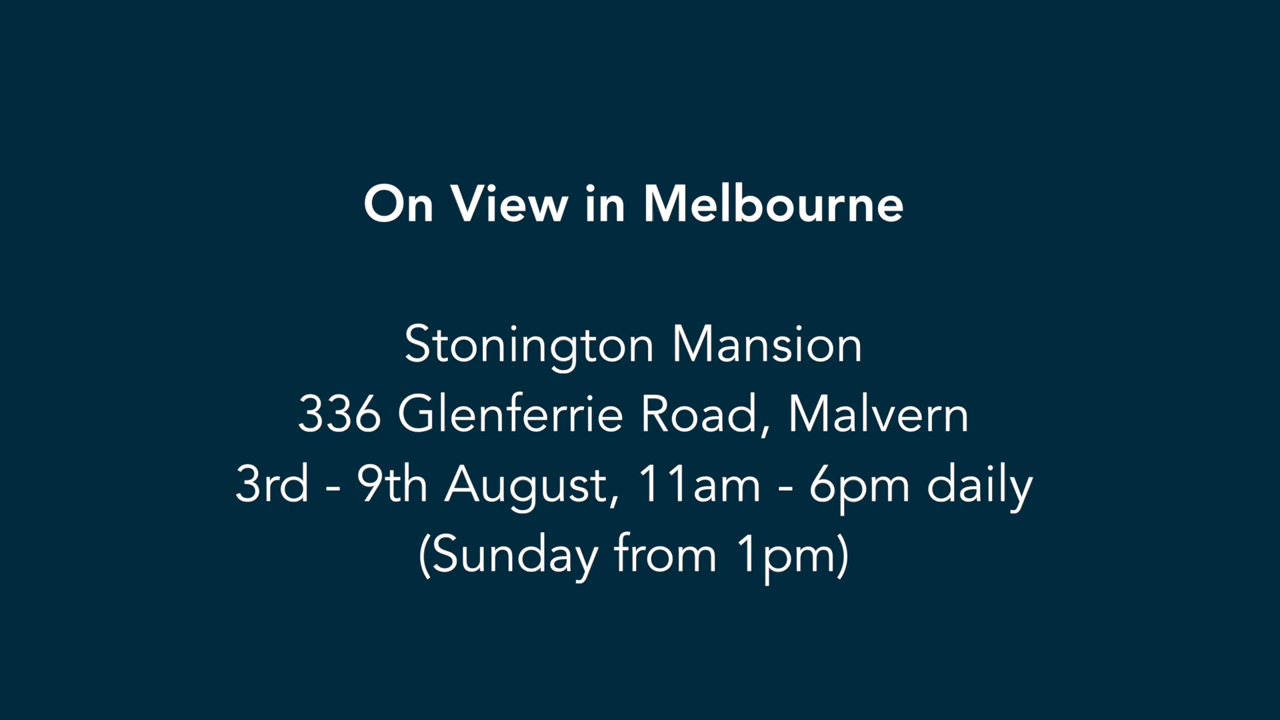 On View in Melbourne
Stonington Mansion
336 Glenferrie Road, Malvern
3rd - 9th August, 11am - 6pm daily
(Sunday from 1pm)